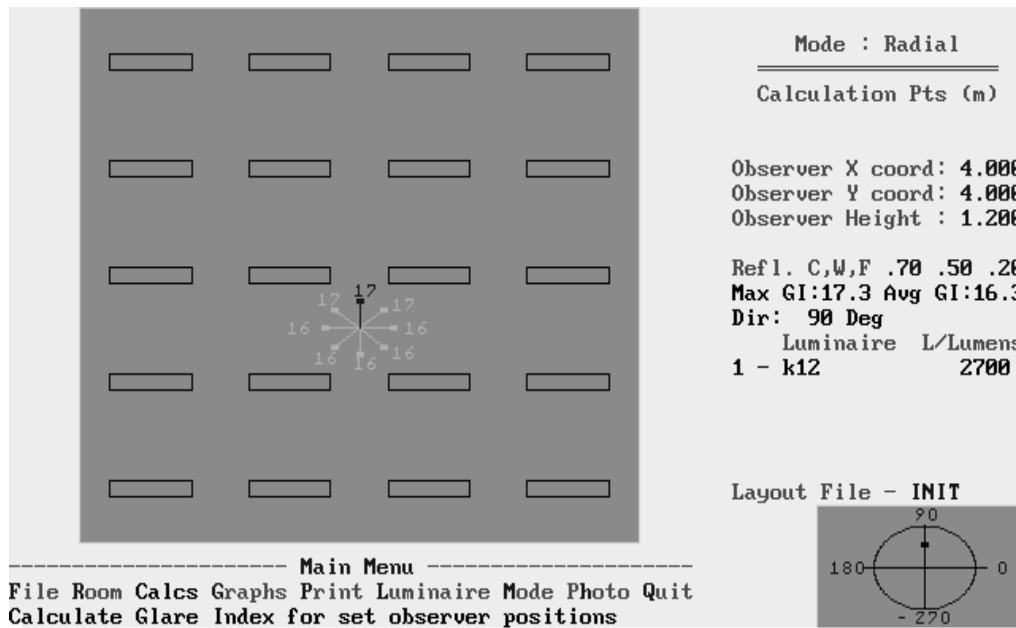 Mode : Radial
Calculation Pts (m)
Observer X coord: 4.000
Observer Y coord: 4.000
Observer Height : 1.200
Refl. C,W,F .70 .50 .20
Max GI:17.3 Avg GI:16.3
Dir: 90 Deg
Luminaire L/Lumens
1 - k12 2700
17
17 17
16 16
16 16
16
Layout File - INIT
90
180 0
270
Main Menu
File Room Calcs Graphs Print Luminaire Mode Photo Quit
Calculate Glare Index for set observer positions